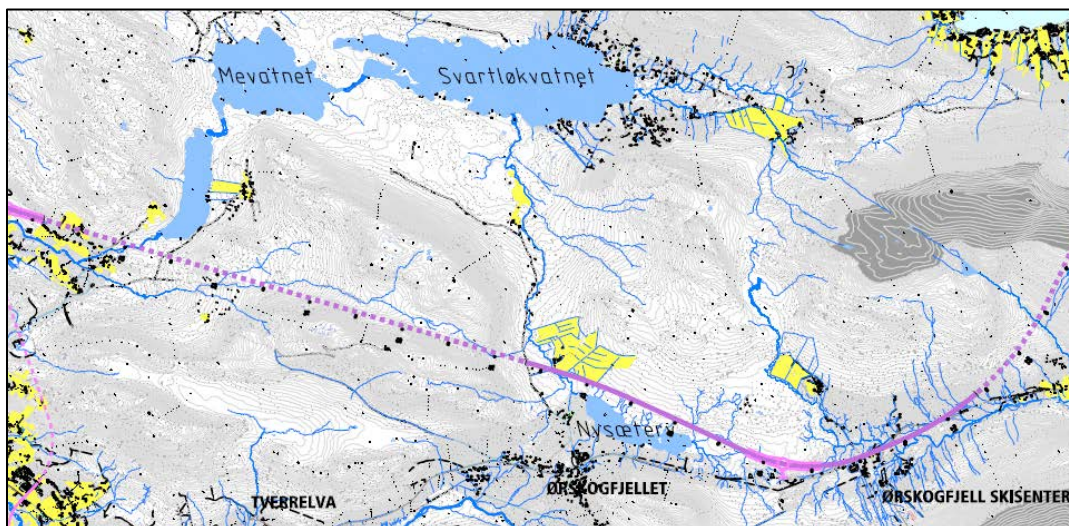 Mevatnet
Svartløkvatnet
Nysæter
TVERRELVA
ØRSKOGFJELLET
ØRSKOGFJELL SKISENTER